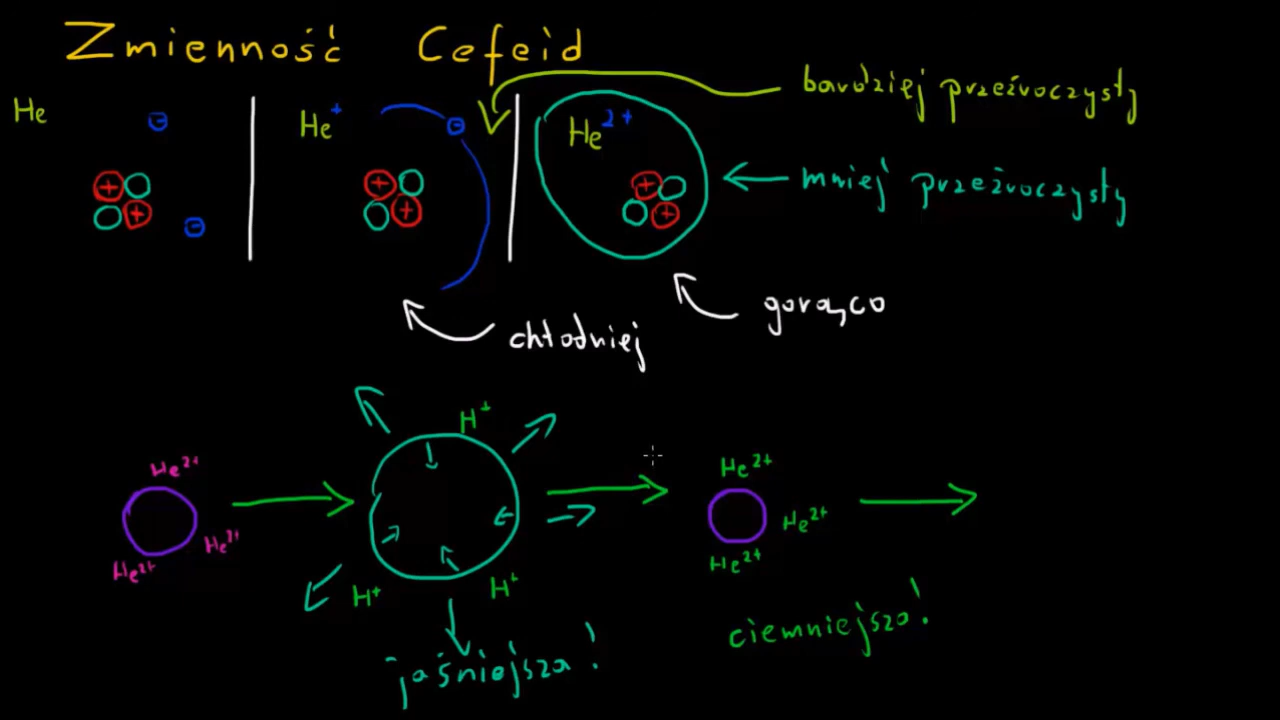 Zmienność Cefeid
He
He⁺
He²⁺
bardziej przeźroczysty
mniej przeźroczysty
gorąco
chłodniej
H⁺
He²⁺
He²⁺
He²⁺
He²⁺
He²⁺
He²⁺
H⁺
H⁺
jaśniejsza!
ciemniejsza!